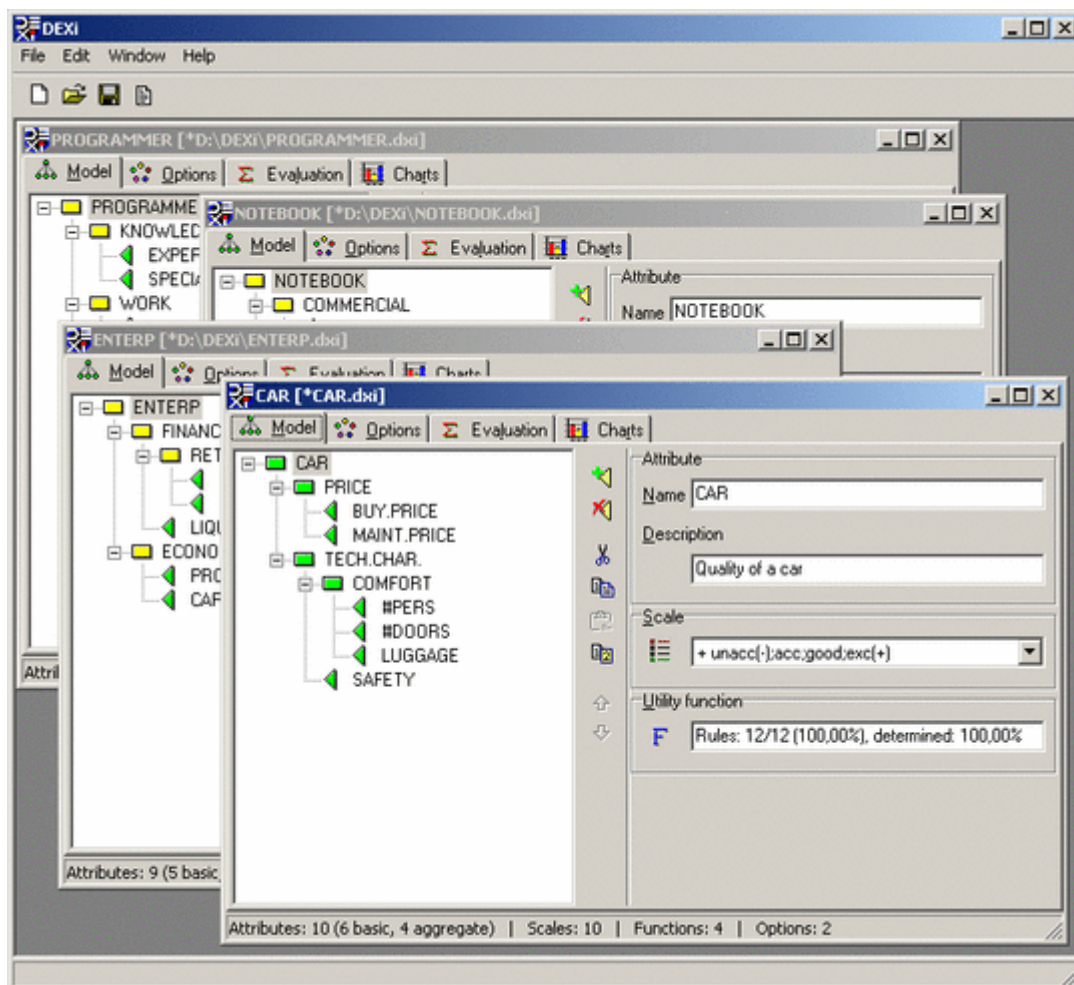 DEXi
File Edit Window Help
PROGRAMMER [*D:\DEXi\PROGRAMMER.dxi]
Model Options Evaluation Charts
PROGRAMME
KNOWLED
EXPER
SPECIA
WORK
NOTEBOOK [*D:\DEXi\NOTEBOOK.dxi]
Model Options Evaluation Charts
NOTEBOOK
COMMERCIAL
Attribute
Name NOTEBOOK
ENTERP [*D:\DEXi\ENTERP.dxi]
Model Options Evaluation Charts
ENTERP
FINANC
RET
LIQU
ECONO
PRO
CAR
Attributes: 9 (5 basic,
Attri
CAR [*CAR.dxi]
Model Options Evaluation Charts
CAR
PRICE
BUY.PRICE
MAINT.PRICE
TECH.CHAR.
COMFORT
#PERS
#DOORS
LUGGAGE
SAFETY
Attribute
Name CAR
Description
Quality of a car
Scale
+ unacc(-);acc;good;exc(+)
Utility function
F Rules: 12/12 (100,00%), determined: 100,00%
Attributes: 10 (6 basic, 4 aggregate) | Scales: 10 | Functions: 4 | Options: 2